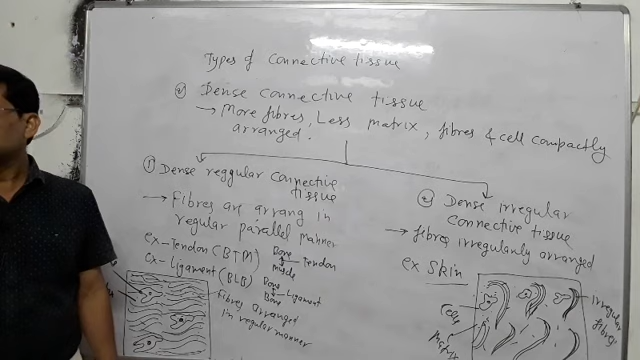 Types of Connective tissue
② Dense connective tissue
→ More fibres, Less matrix, fibres & cell compactly
arranged.
① Dense reggular connective
tissue
→ Fibres are arrang in
regular parallel manner
ex-Tendon (BTM) Bone
Tendon
muscle
ex-Ligament (BLB) Bone
Ligament
Bone
Fibres arranged
in regular manner
② Dense irregular
connective tissue
→ fibres irregularly arranged
ex Skin
Cells
matrix
irregular
fibres